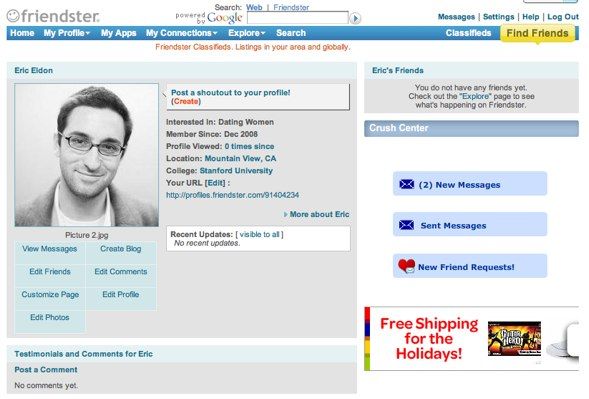 friendster®
Search: Web | Friendster
powered by Google
Messages | Settings | Help | Log Out
Home My Profile My Apps My Connections Explore Search Classifieds Find Friends
Friendster Classifieds. Listings in your area and globally.
Eric Eldon
Post a shoutout to your profile!
(Create)
Interested In: Dating Women
Member Since: Dec 2008
Profile Viewed: 0 times since
Location: Mountain View, CA
College: Stanford University
Your URL [Edit] :
http://profiles.friendster.com/91404234
More about Eric
Picture 2.jpg
View Messages Create Blog
Edit Friends Edit Comments
Customize Page Edit Profile
Edit Photos
Recent Updates: [ visible to all ]
No recent updates.
Testimonials and Comments for Eric
Post a Comment
No comments yet.
Eric's Friends
You do not have any friends yet.
Check out the "Explore" page to see
what's happening on Friendster.
Crush Center
(2) New Messages
Sent Messages
New Friend Requests!
Free Shipping
for the
Holidays!
Guitar
Hero